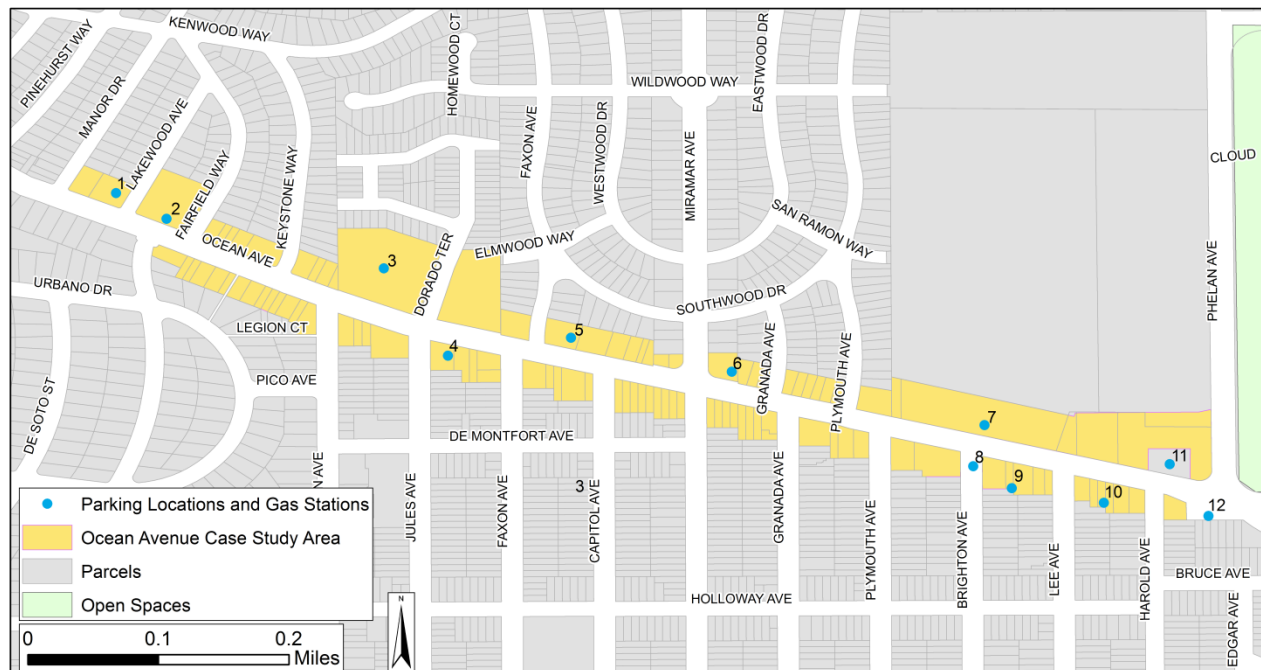 KENWOOD WAY
PINEHURST WAY
MANOR DR
LAKEWOOD AVE
FAIRFIELD WAY
KEYSTONE WAY
HOMEWOOD CT
FAXON AVE
WESTWOOD DR
WILDWOOD WAY
EASTWOOD DR
MIRAMAR AVE
SAN RAMON WAY
CLOUD
PHELAN AVE
1
2
OCEAN AVE
3
DORADO TER
ELMWOOD WAY
SOUTHWOOD DR
URBANO DR
LEGION CT
4
5
6
GRANADA AVE
PLYMOUTH AVE
7
PICO AVE
DE SOTO ST
DE MONTFORT AVE
8
9
10
11
12
N AVE
JULES AVE
FAXON AVE
3
CAPITOL AVE
GRANADA AVE
PLYMOUTH AVE
BRIGHTON AVE
LEE AVE
HAROLD AVE
BRUCE AVE
EDGAR AVE
HOLLOWAY AVE
Parking Locations and Gas Stations
Ocean Avenue Case Study Area
Parcels
Open Spaces
0 0.1 0.2
Miles
N